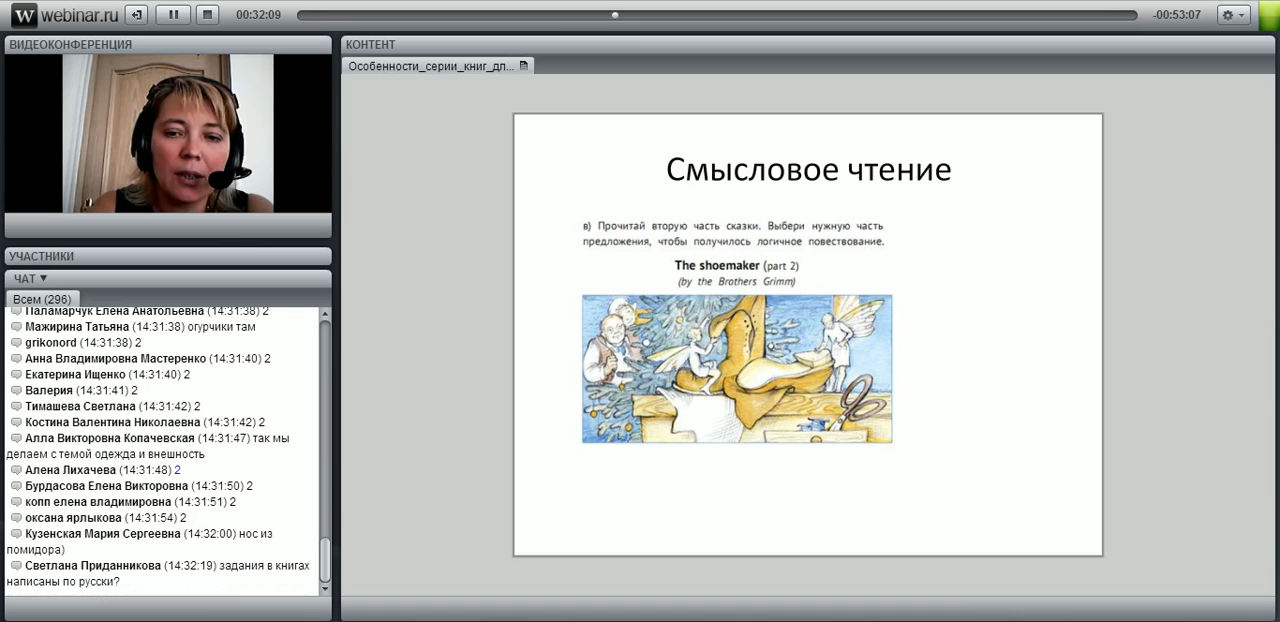 W webinar.ru
00:32:09
-00:53:07
ВИДЕОКОНФЕРЕНЦИЯ
УЧАСТНИКИ
ЧАТ ▼
Всем (296)
Паламарчук Елена Анатольевна (14:31:38) 2
Мажирина Татьяна (14:31:38) огурчики там
grikonord (14:31:38) 2
Анна Владимировна Мастеренко (14:31:40) 2
Екатерина Ищенко (14:31:40) 2
Валерия (14:31:41) 2
Тимашева Светлана (14:31:42) 2
Костина Валентина Николаевна (14:31:42) 2
Алла Викторовна Копачевская (14:31:47) так мы
делаем с темой одежда и внешность
Алена Лихачева (14:31:48) 2
Бурдасова Елена Викторовна (14:31:50) 2
копп елена владимировна (14:31:51) 2
оксана ярлыкова (14:31:54) 2
Кузенская Мария Сергеевна (14:32:00) нос из
помидора)
Светлана Приданникова (14:32:19) задания в книгах
написаны по русски?
КОНТЕНТ
Особенности_серии_книг_дл...
Смысловое чтение
в) Прочитай вторую часть сказки. Выбери нужную часть
предложения, чтобы получилось логичное повествование.
The shoemaker (part 2)
(by the Brothers Grimm)